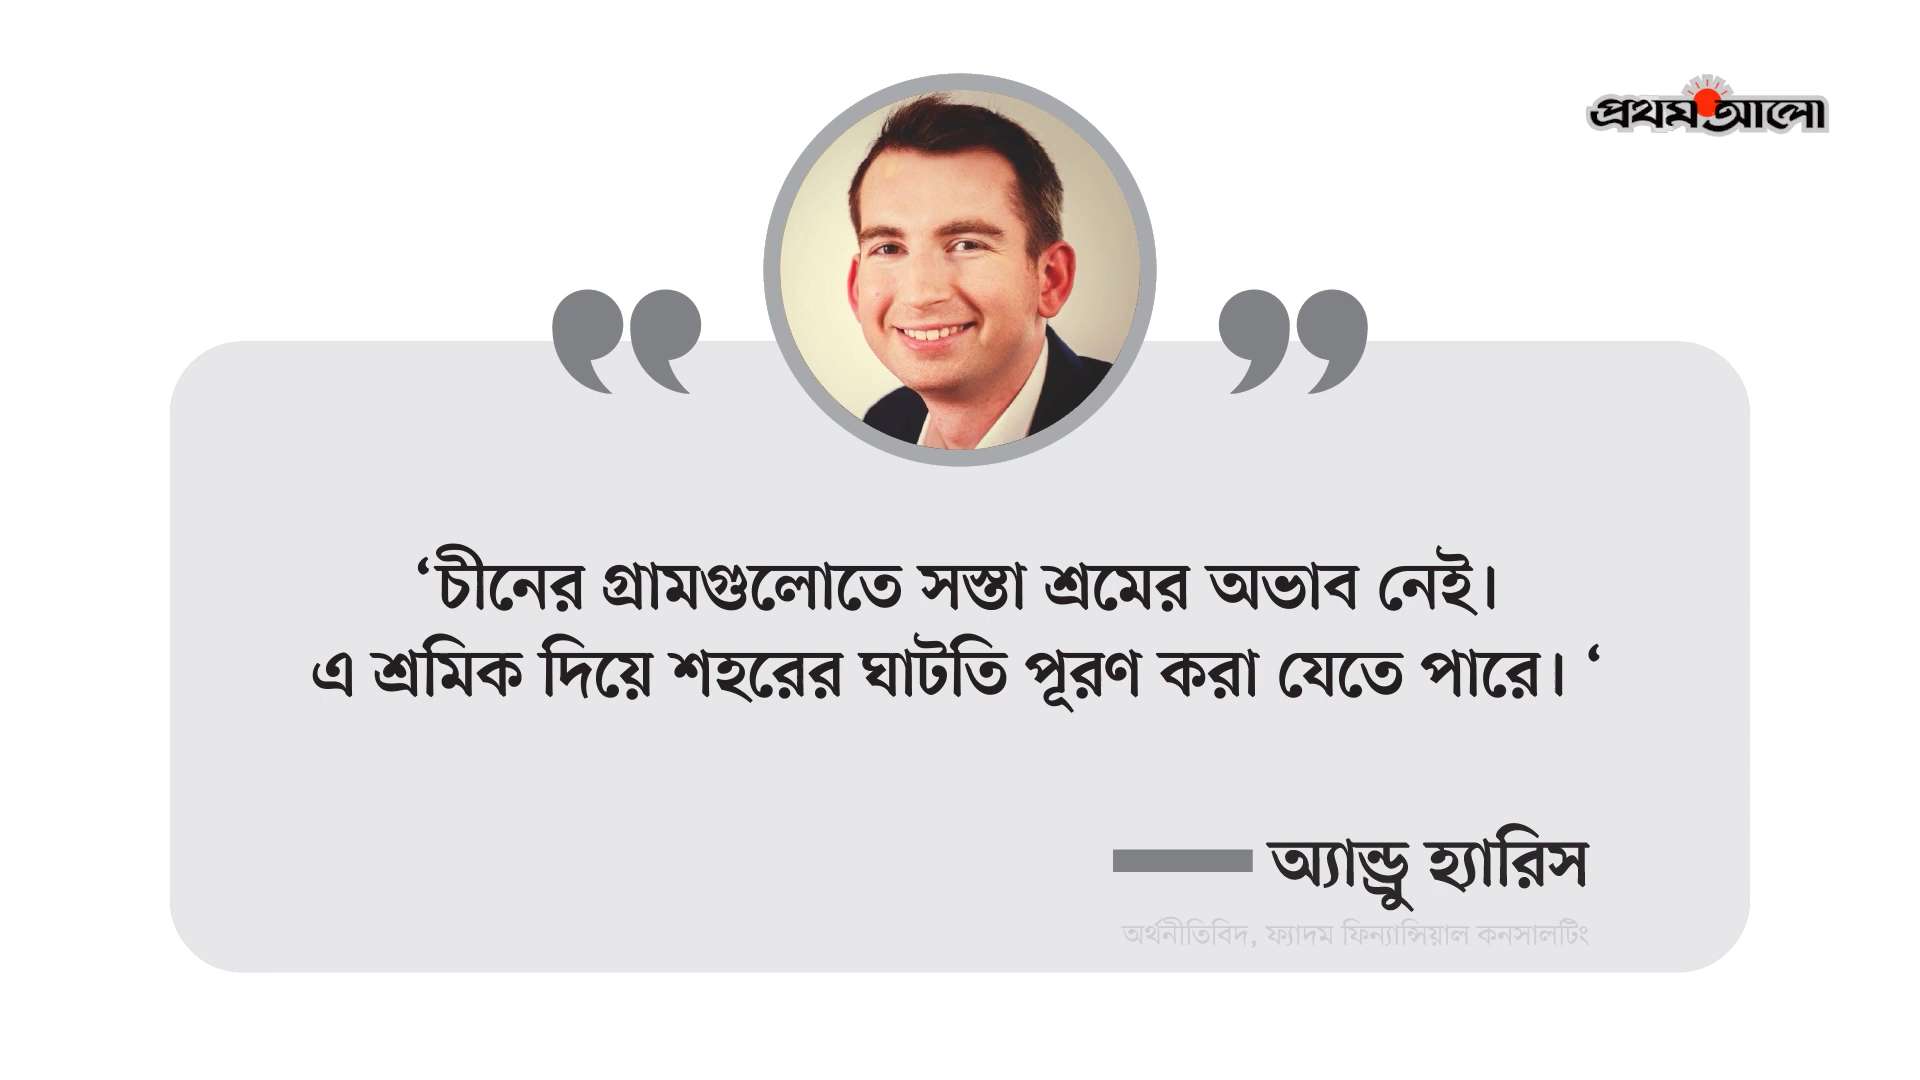 প্রথম আলো
‘চীনের গ্রামগুলোতে সস্তা শ্রমের অভাব নেই।
এ শ্রমিক দিয়ে শহরের ঘাটতি পূরণ করা যেতে পারে। ‘
অ্যান্ড্রু হ্যারিস
অর্থনীতিবিদ, ফ্যাদম ফিন্যান্সিয়াল কনসালটিং